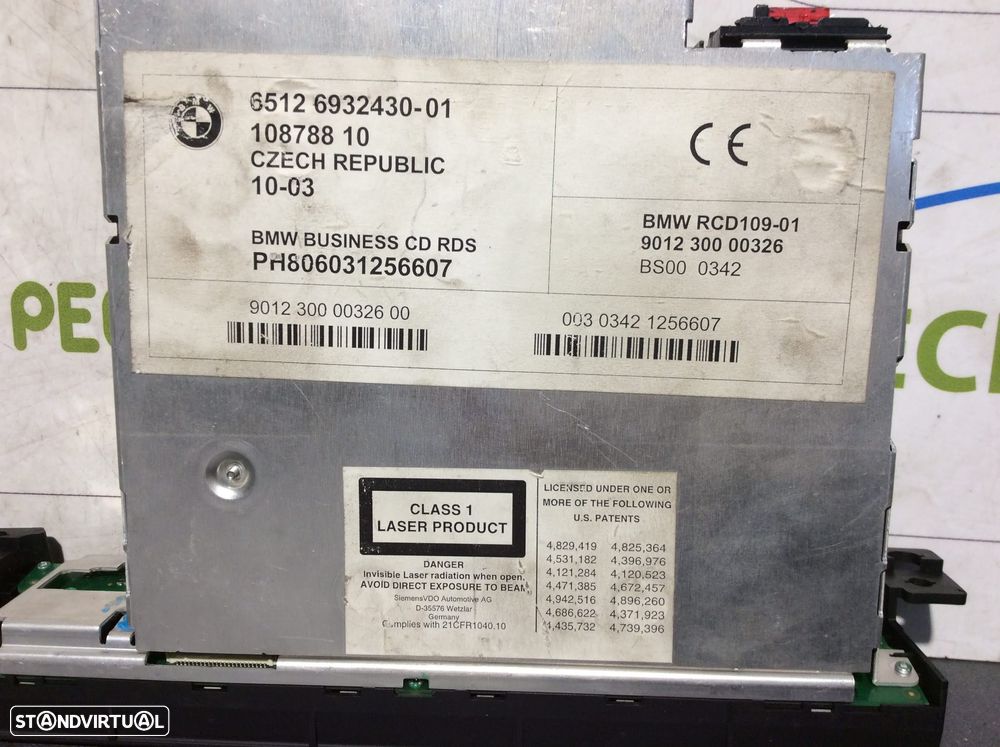 6512 6932430-01
108788 10
CZECH REPUBLIC
10-03
BMW BUSINESS CD RDS
PH806031256607
CE
BMW RCD109-01
9012 300 00326
BS00 0342
9012 300 00326 00
003 0342 1256607
PE
ECI
CLASS 1
LASER PRODUCT
DANGER
Invisible Laser radiation when open.
AVOID DIRECT EXPOSURE TO BEAM
SiemensVDO Automotive AG
D-35576 Wetzlar
Germany
Complies with 21CFR1040.10
LICENSED UNDER ONE OR
MORE OF THE FOLLOWING
U.S. PATENTS
4,829,419 4,825,364
4,531,182 4,396,976
4,121,284 4,120,523
4,471,385 4,672,457
4,942,516 4,896,260
4,686,622 4,371,923
4,435,732 4,739,396
STANDVIRTUAL